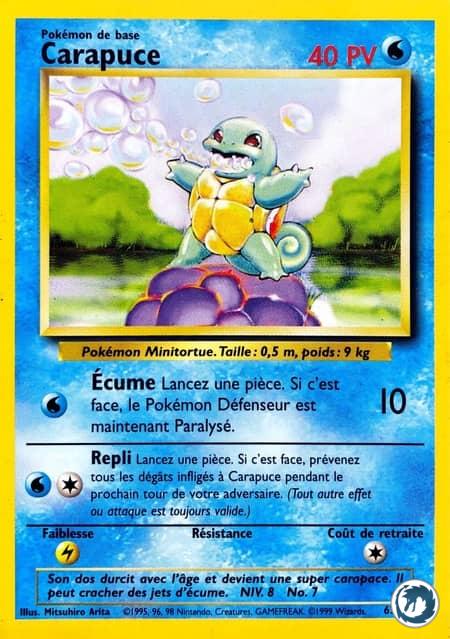 Pokémon de base
Carapuce 40 PV
Pokémon Minitortue. Taille : 0,5 m, poids : 9 kg
Écume Lancez une pièce. Si c'est
face, le Pokémon Défenseur est
maintenant Paralysé.
10
Repli Lancez une pièce. Si c'est face, prévenez
tous les dégâts infligés à Carapuce pendant le
prochain tour de votre adversaire. (Tout autre effet
ou attaque est toujours valide.)
Faiblesse Résistance Coût de retraite
Son dos durcit avec l'âge et devient une super carapace. Il
peut cracher des jets d'écume. NIV. 8 No. 7
Illus. Mitsuhiro Arita ©1995, 96, 98 Nintendo, Creatures, GAMEFREAK. ©1999 Wizards.